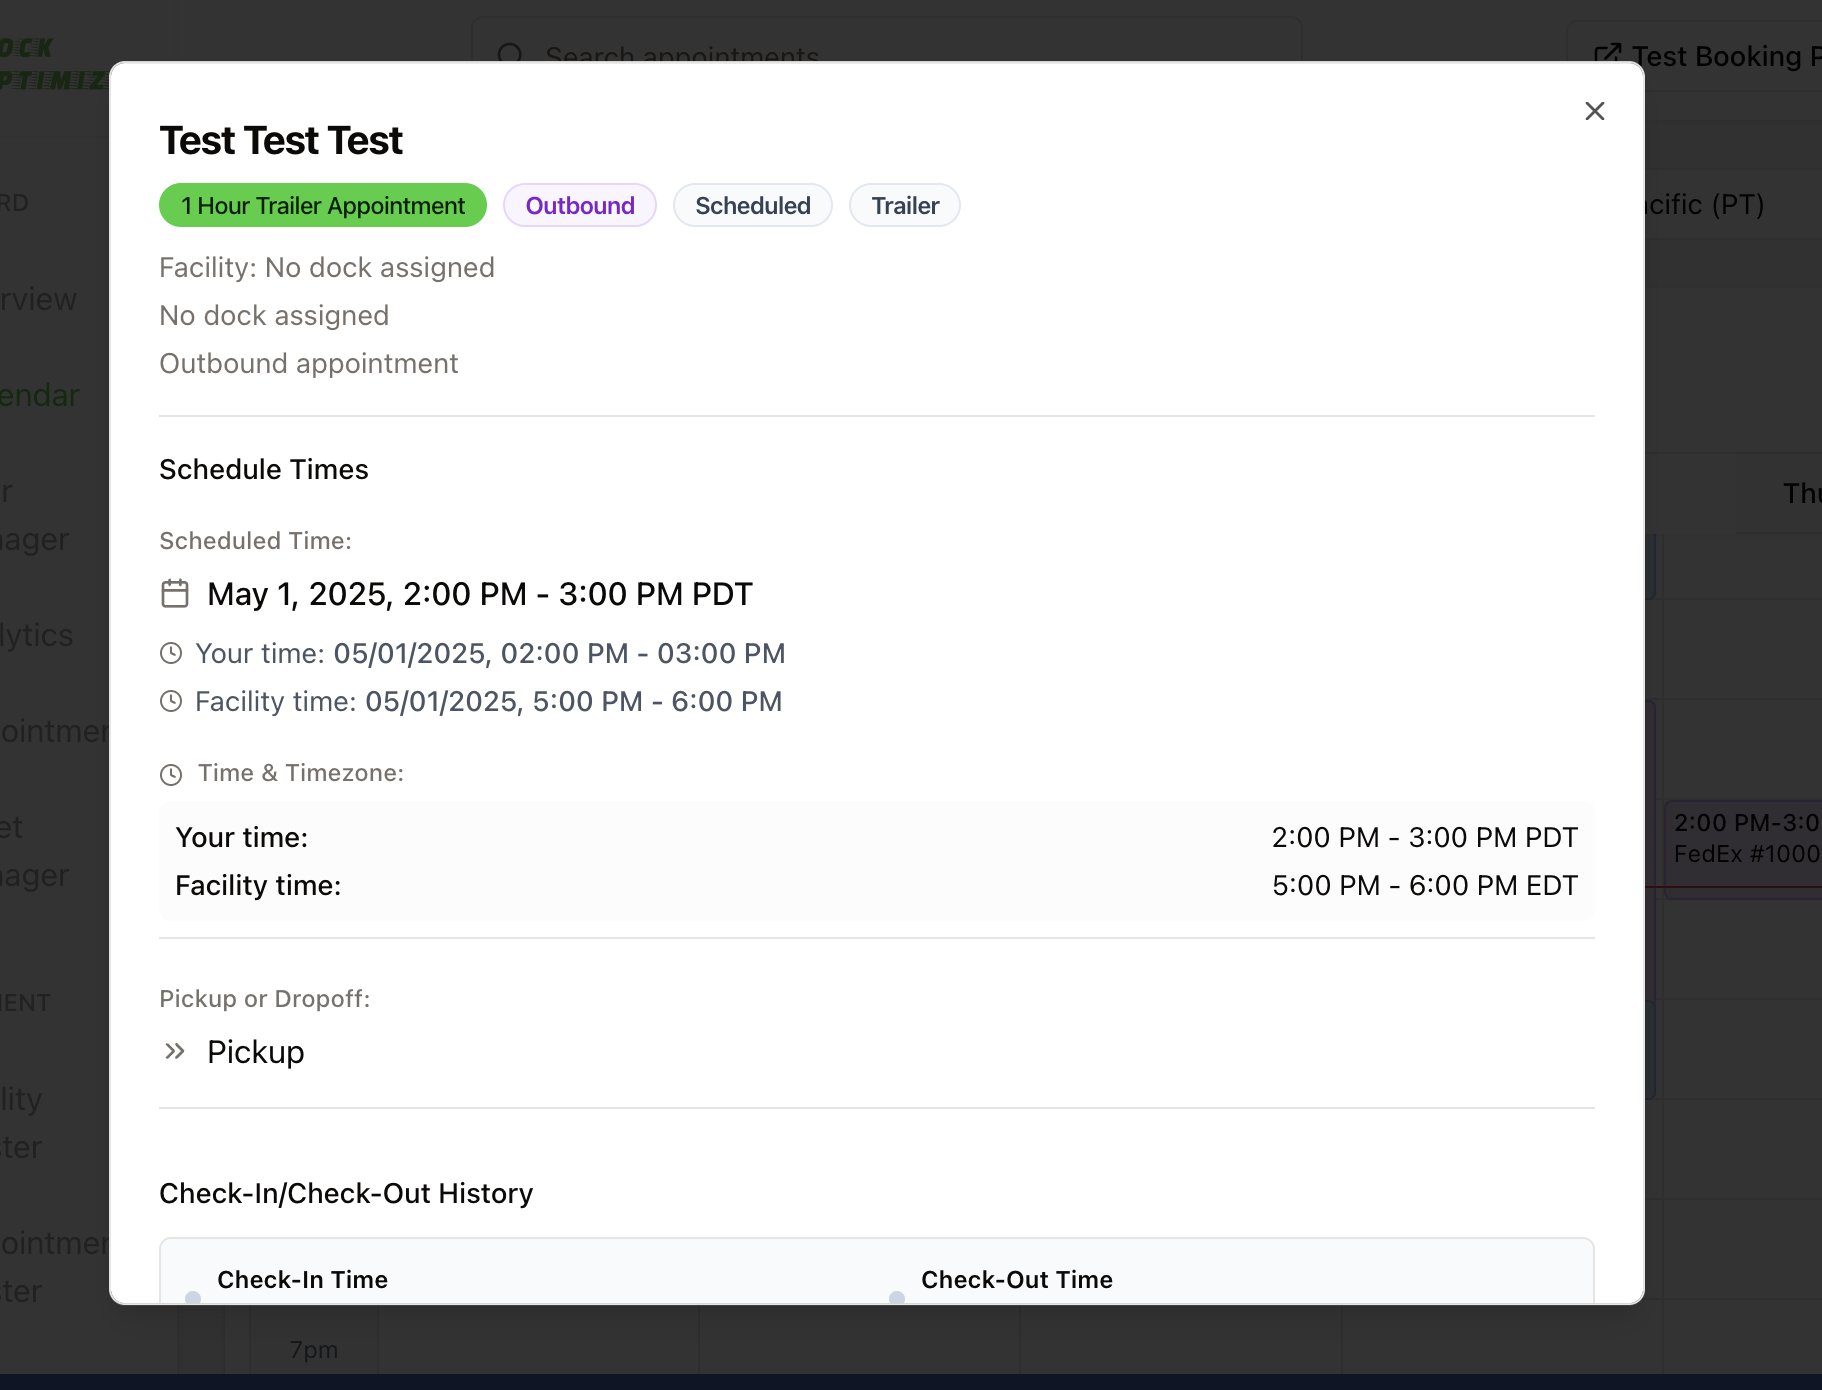 OCK
PTIMIZ
Search appointments
Test Booking P
Test Test Test
1 Hour Trailer Appointment
Outbound
Scheduled
Trailer
RD
cific (PT)
Facility: No dock assigned
rview
No dock assigned
Outbound appointment
endar
Schedule Times
r
Thu
ager
Scheduled Time:
May 1, 2025, 2:00 PM - 3:00 PM PDT
lytics
Your time: 05/01/2025, 02:00 PM - 03:00 PM
Facility time: 05/01/2025, 5:00 PM - 6:00 PM
ointmer
Time & Timezone:
et
Your time:
2:00 PM - 3:00 PM PDT
2:00 PM-3:0
FedEx #1000
ager
Facility time:
5:00 PM - 6:00 PM EDT
ENT
Pickup or Dropoff:
Pickup
lity
ter
Check-In/Check-Out History
ointmer
Check-In Time
Check-Out Time
ter
7pm